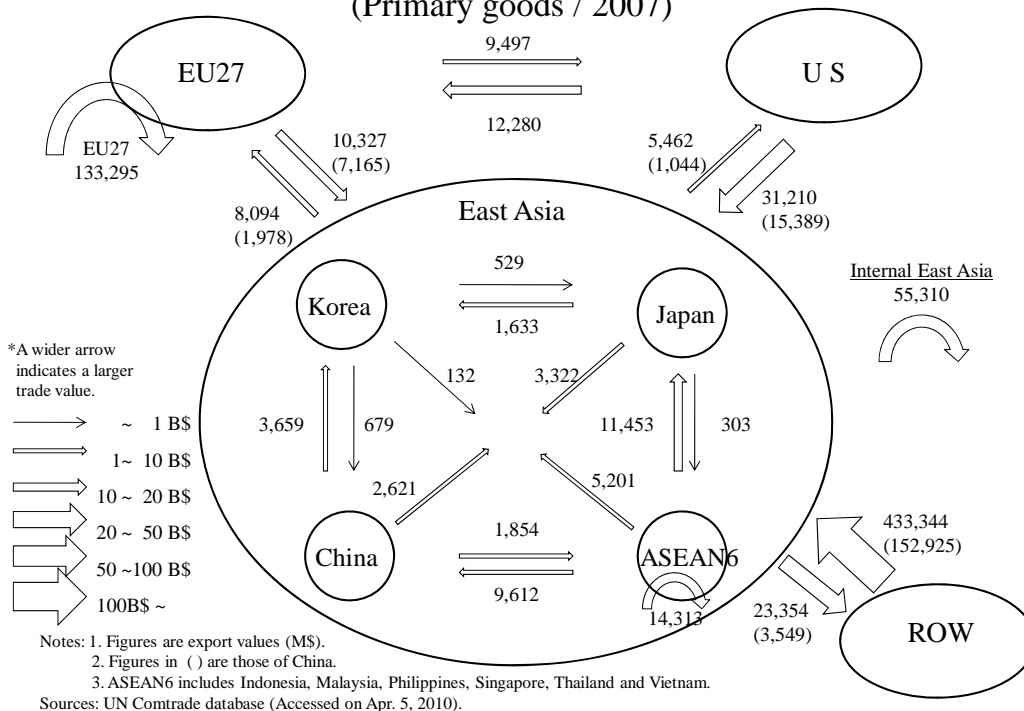 (Primary goods / 2007)
9,497
EU27
U S
12,280
EU27
133,295
10,327
(7,165)
5,462
(1,044)
31,210
(15,389)
8,094
(1,978)
East Asia
529
Internal East Asia
55,310
Korea
Japan
1,633
*A wider arrow
indicates a larger
trade value.
132
3,322
~ 1 B$
3,659
679
11,453
303
1~ 10 B$
10 ~ 20 B$
2,621
5,201
20 ~ 50 B$
1,854
433,344
(152,925)
China
ASEAN6
50 ~100 B$
9,612
100B$ ~
14,313
23,354
(3,549)
ROW
Notes: 1. Figures are export values (M$).
2. Figures in ( ) are those of China.
3. ASEAN6 includes Indonesia, Malaysia, Philippines, Singapore, Thailand and Vietnam.
Sources: UN Comtrade database (Accessed on Apr. 5, 2010).